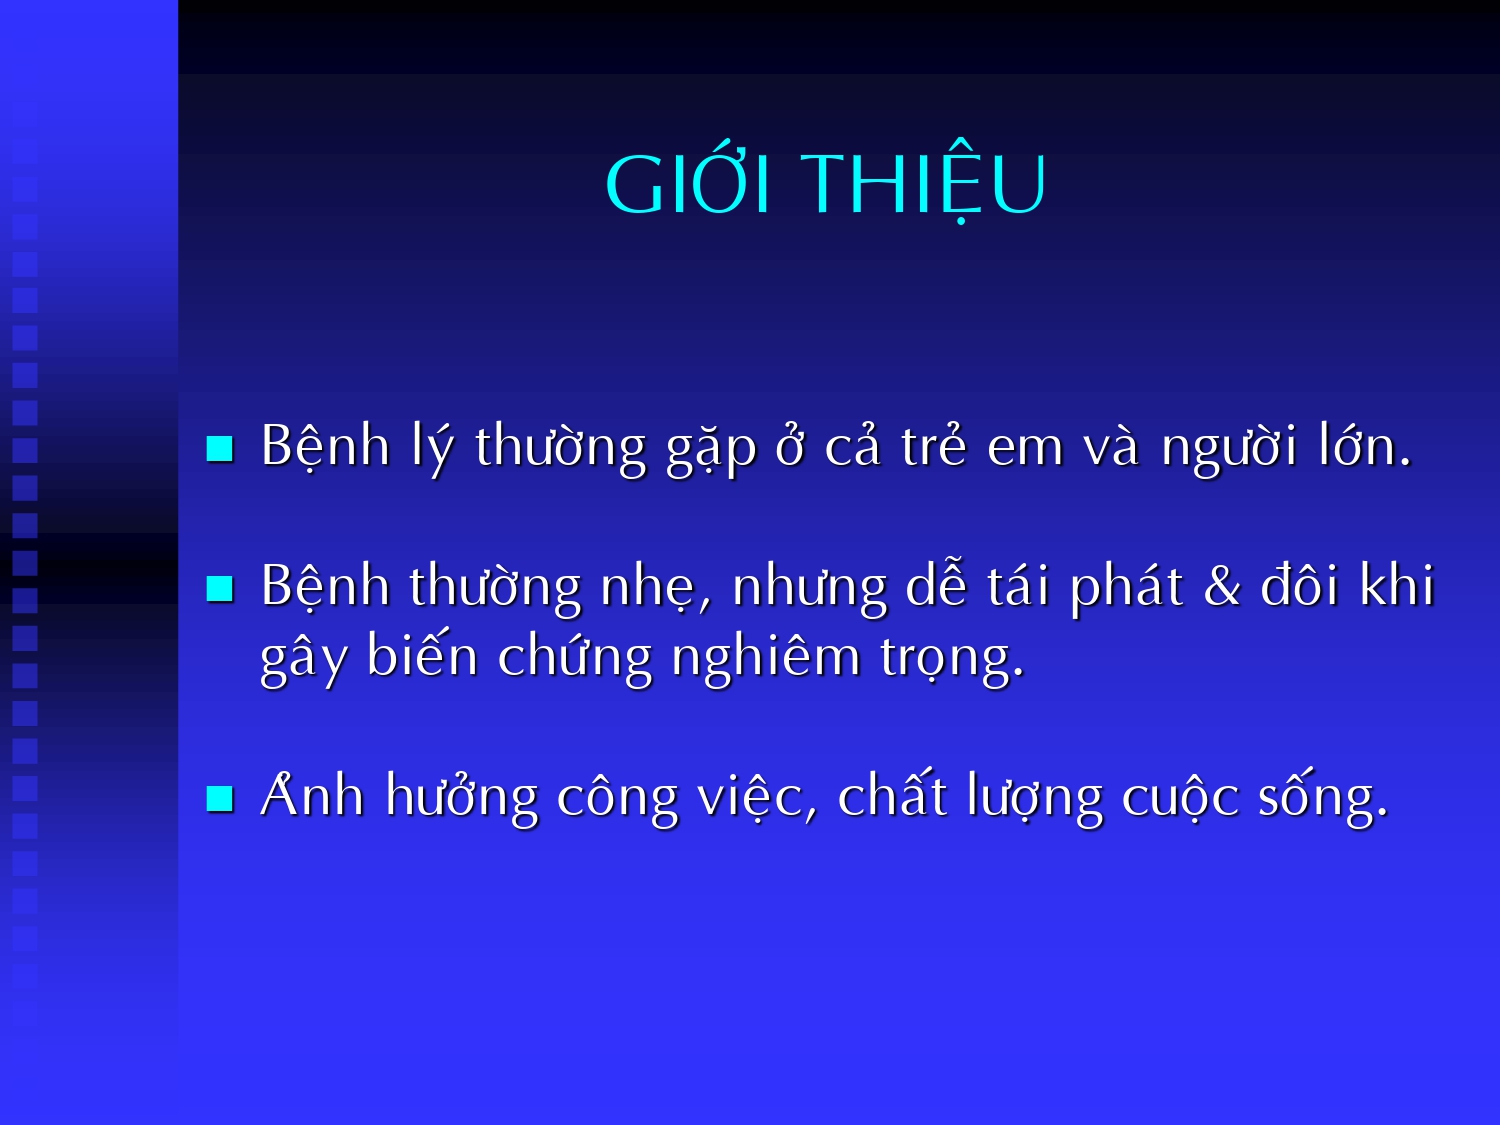 GIỚI THIỆU
Bệnh lý thường gặp ở cả trẻ em và người lớn.
Bệnh thường nhẹ, nhưng dễ tái phát & đôi khi
gây biến chứng nghiêm trọng.
Ảnh hưởng công việc, chất lượng cuộc sống.